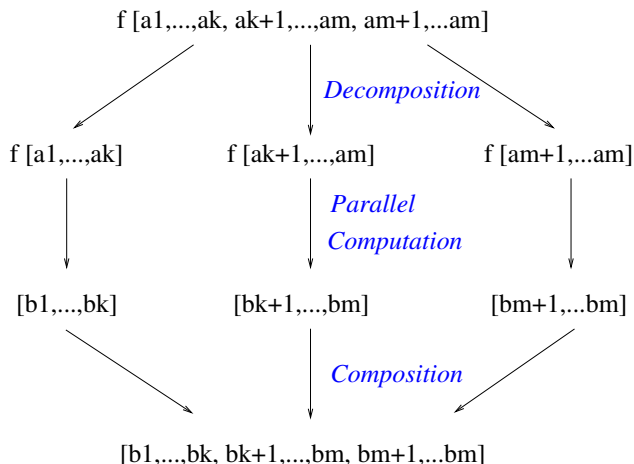 f [a1,...,ak, ak+1,...,am, am+1,...am]
Decomposition
f [a1,...,ak]
f [ak+1,...,am]
f [am+1,...am]
Parallel
Computation
[b1,...,bk]
[bk+1,...,bm]
[bm+1,...bm]
Composition
[b1,...,bk, bk+1,...,bm, bm+1,...bm]